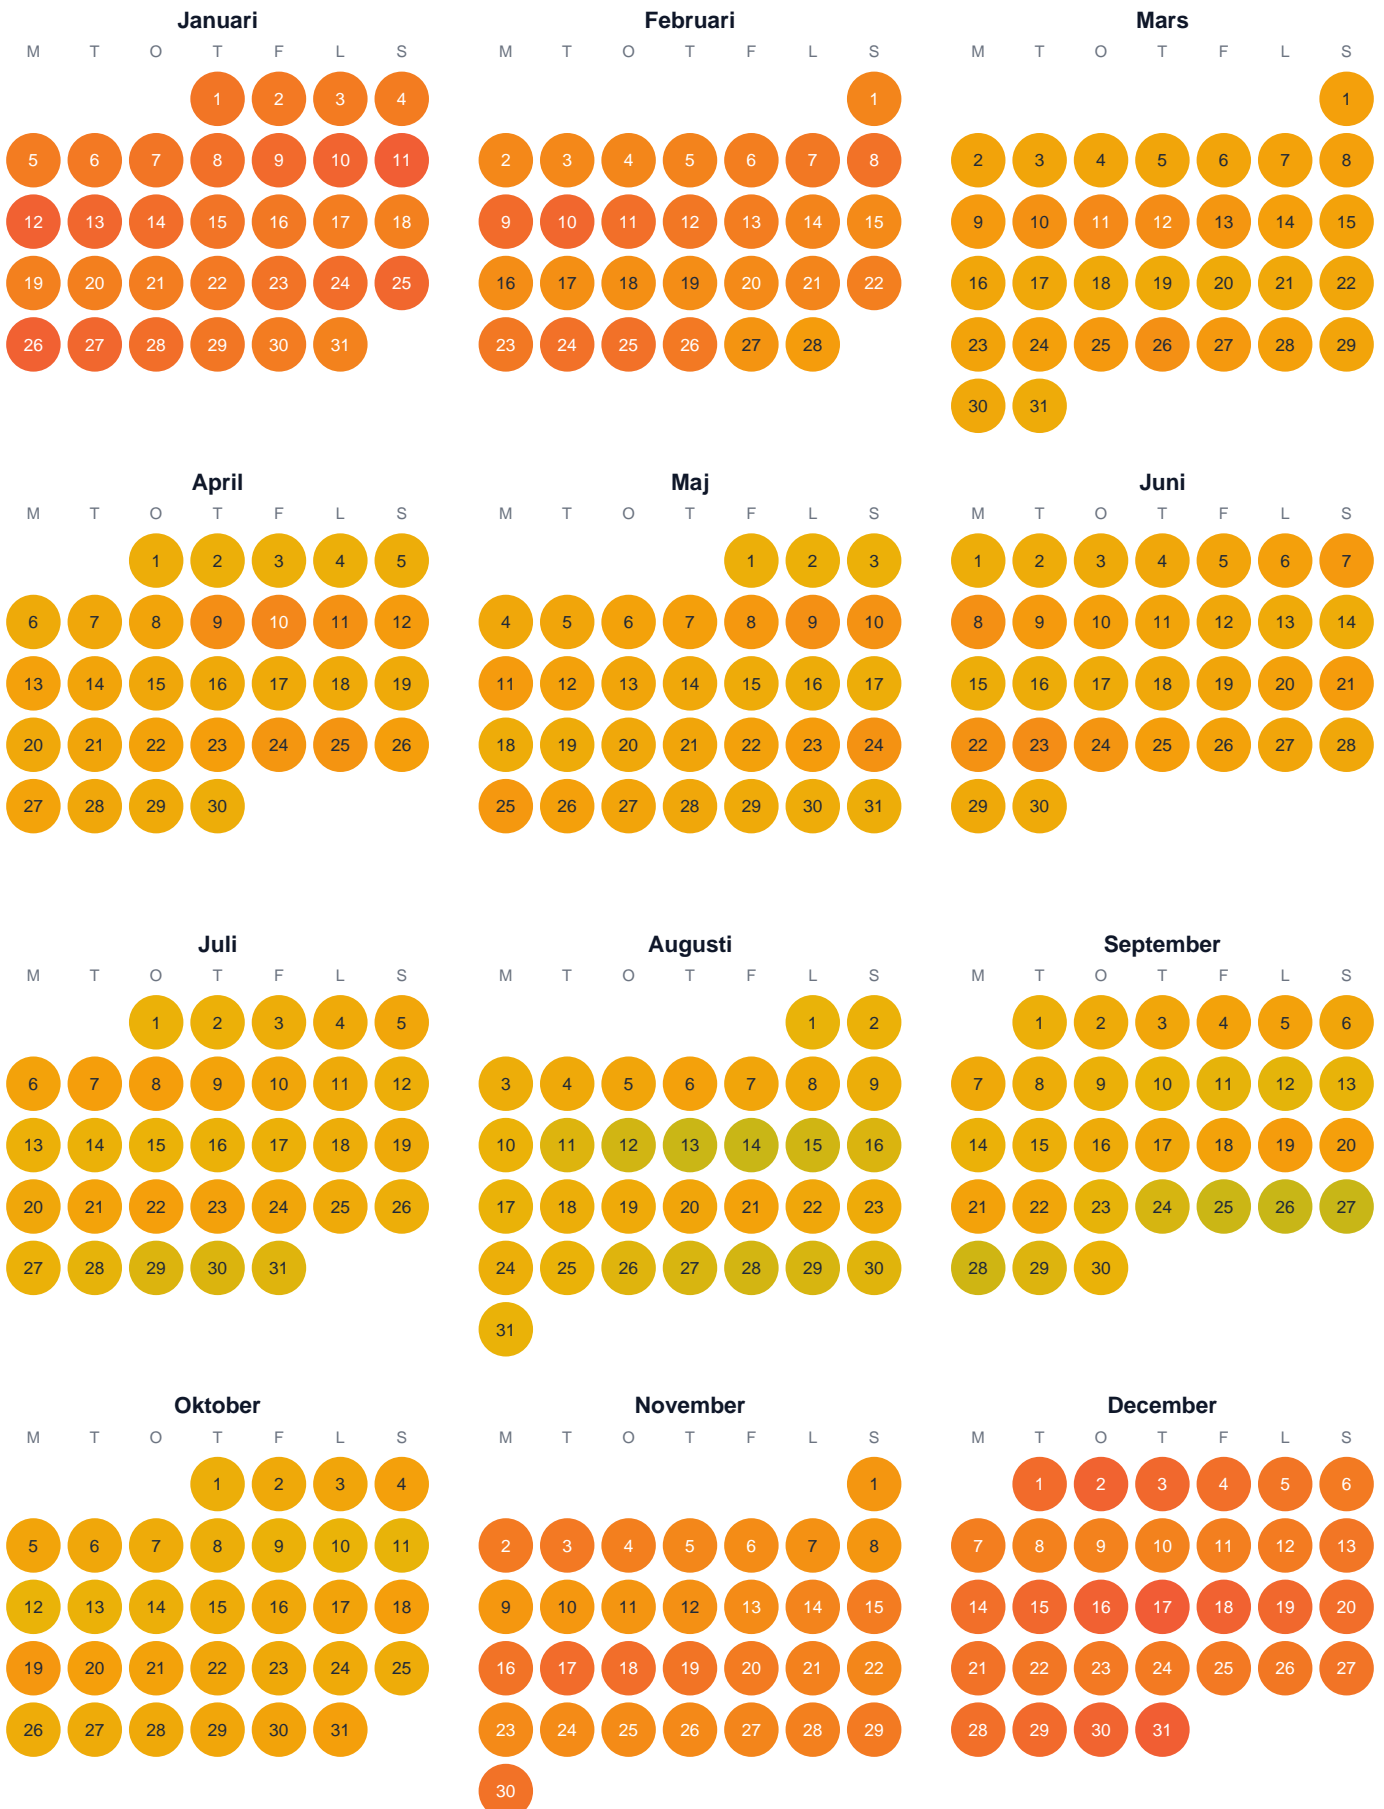 Januari Februari Mars
M T O T F L S M T O T F L S M T O T F L S
1 2 3 4 1 1
5 6 7 8 9 10 11 2 3 4 5 6 7 8 2 3 4 5 6 7 8
12 13 14 15 16 17 18 9 10 11 12 13 14 15 9 10 11 12 13 14 15
19 20 21 22 23 24 25 16 17 18 19 20 21 22 16 17 18 19 20 21 22
26 27 28 29 30 31 23 24 25 26 27 28 23 24 25 26 27 28 29
30 31
April Maj Juni
M T O T F L S M T O T F L S M T O T F L S
1 2 3 4 5 1 2 3 1 2 3 4 5 6 7
6 7 8 9 10 11 12 4 5 6 7 8 9 10 8 9 10 11 12 13 14
13 14 15 16 17 18 19 11 12 13 14 15 16 17 15 16 17 18 19 20 21
20 21 22 23 24 25 26 18 19 20 21 22 23 24 22 23 24 25 26 27 28
27 28 29 30 25 26 27 28 29 30 31 29 30
Juli Augusti September
M T O T F L S M T O T F L S M T O T F L S
1 2 3 4 5 1 2 1 2 3 4 5 6
6 7 8 9 10 11 12 3 4 5 6 7 8 9 7 8 9 10 11 12 13
13 14 15 16 17 18 19 10 11 12 13 14 15 16 14 15 16 17 18 19 20
20 21 22 23 24 25 26 17 18 19 20 21 22 23 21 22 23 24 25 26 27
27 28 29 30 31 24 25 26 27 28 29 30 28 29 30
31
Oktober November December
M T O T F L S M T O T F L S M T O T F L S
1 2 3 4 1 1 2 3 4 5 6
5 6 7 8 9 10 11 2 3 4 5 6 7 8 7 8 9 10 11 12 13
12 13 14 15 16 17 18 9 10 11 12 13 14 15 14 15 16 17 18 19 20
19 20 21 22 23 24 25 16 17 18 19 20 21 22 21 22 23 24 25 26 27
26 27 28 29 30 31 23 24 25 26 27 28 29 28 29 30 31
30